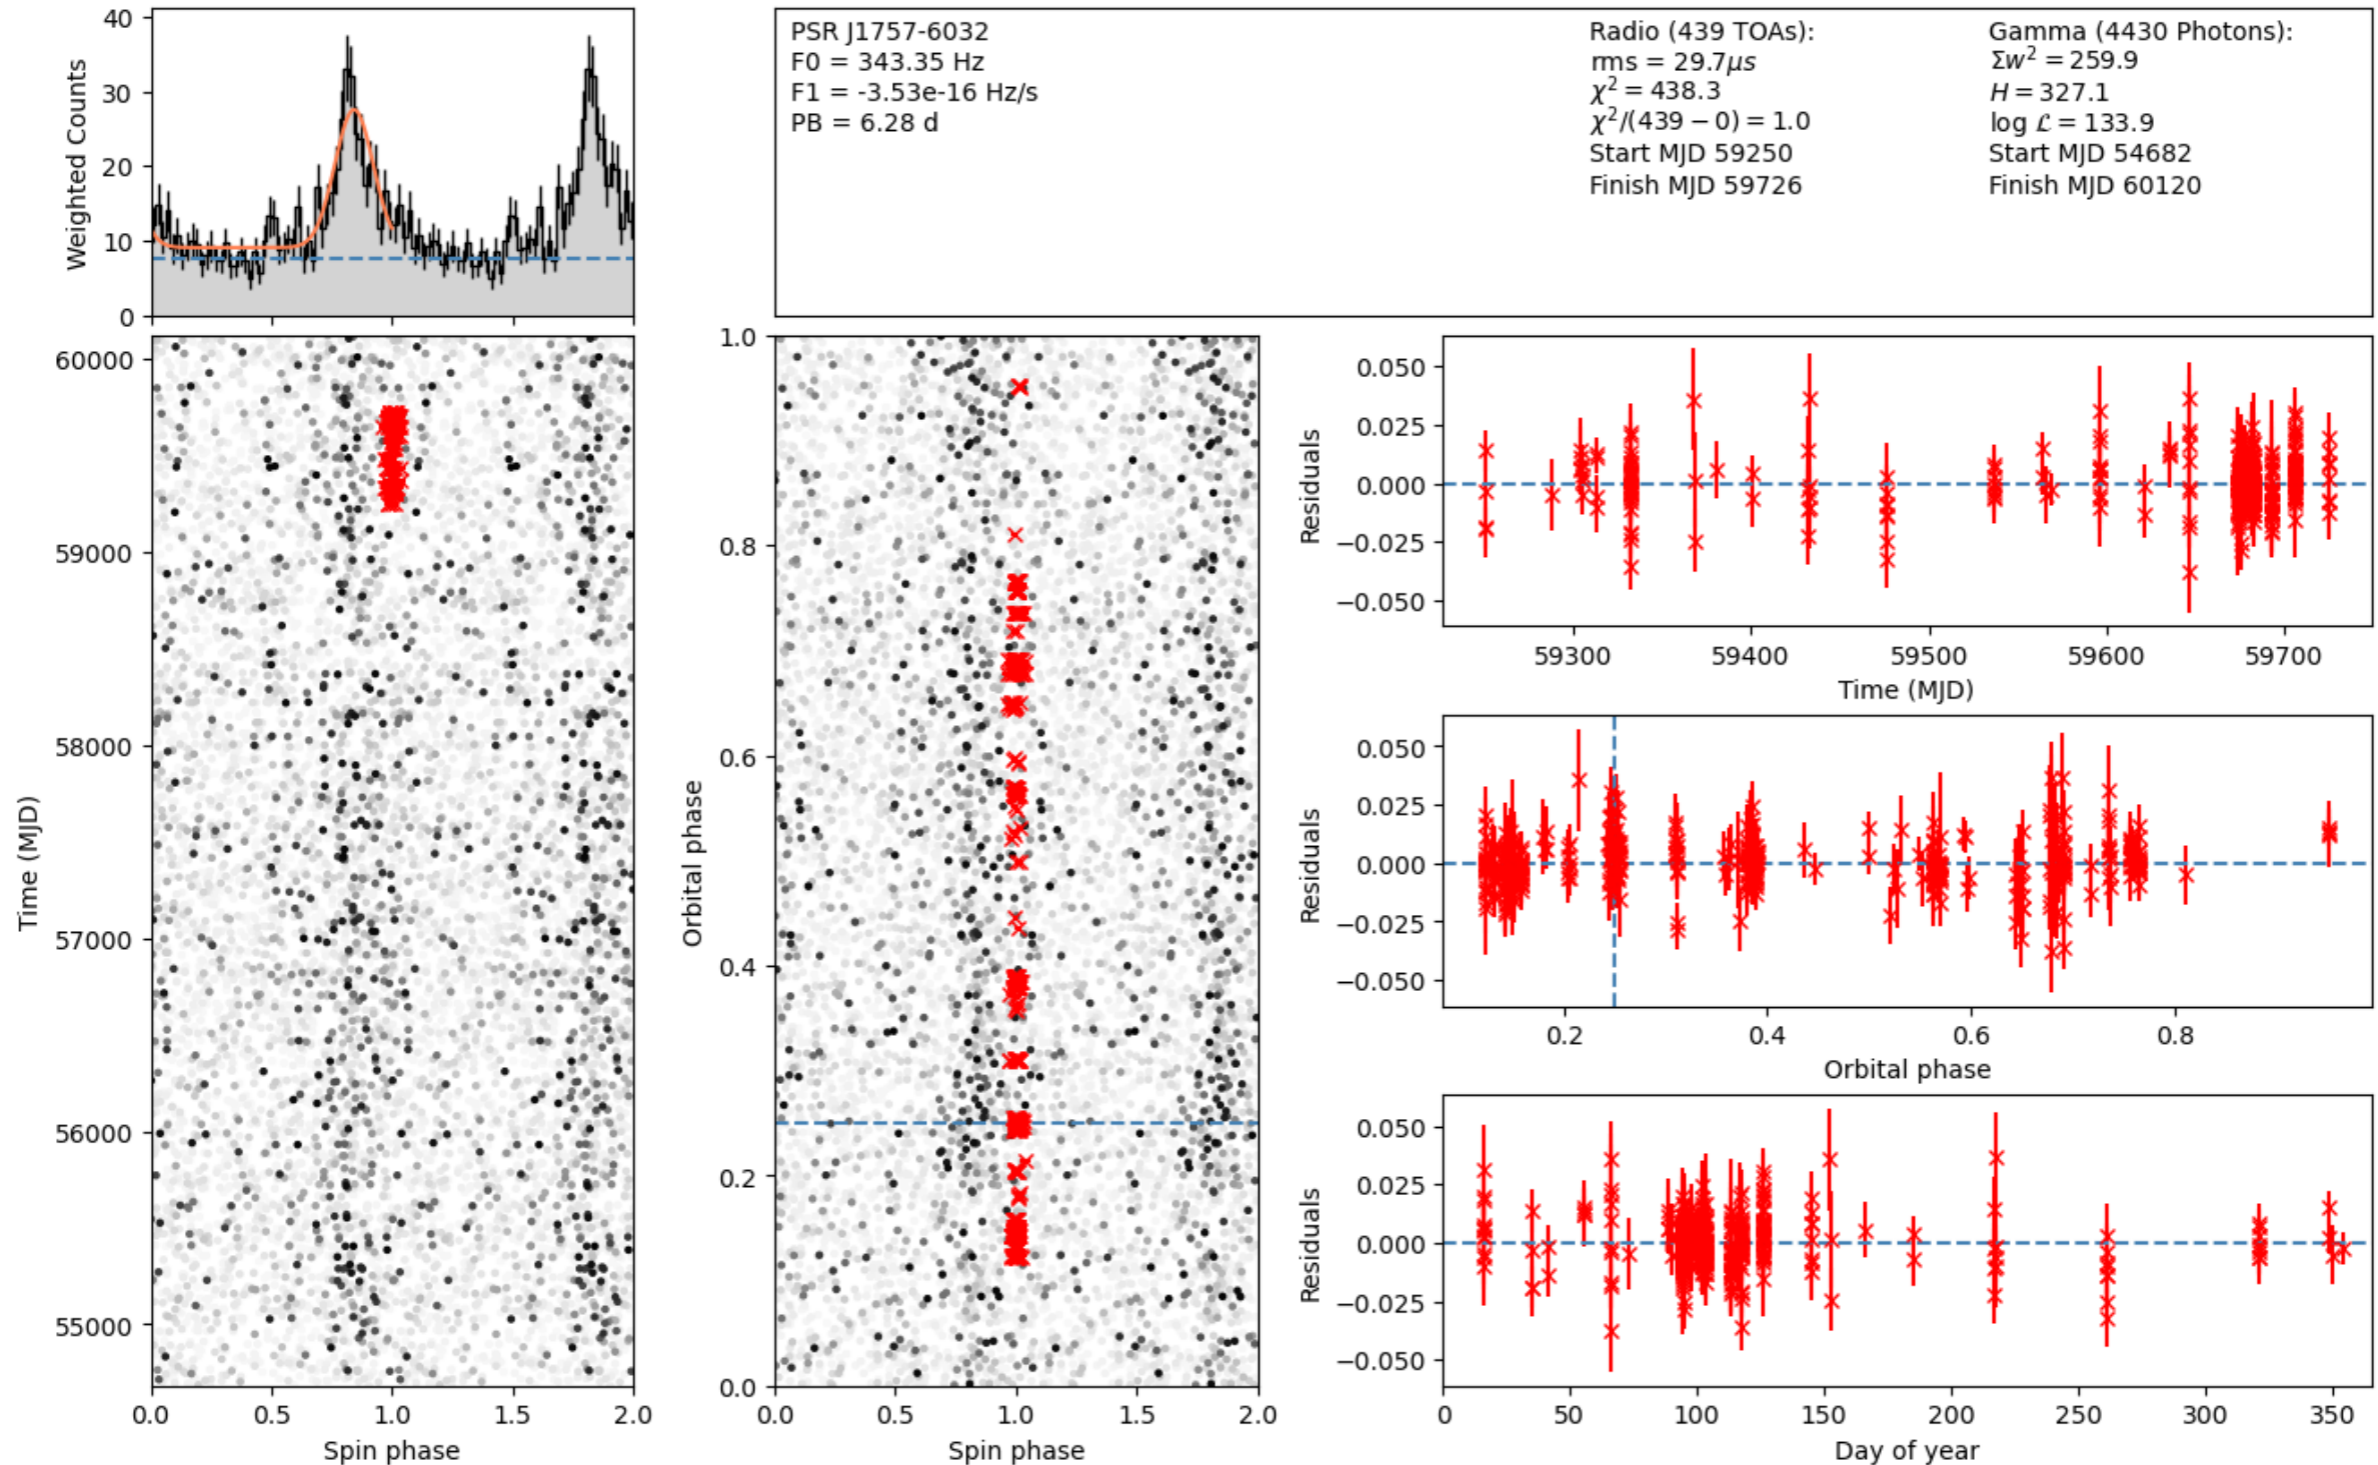 40
30
20
10
0
Weighted Counts
PSR J1757-6032
F0 = 343.35 Hz
F1 = -3.53e-16 Hz/s
PB = 6.28 d
Radio (439 TOAs):
rms = 29.7μs
χ² = 438.3
χ²/(439 − 0) = 1.0
Start MJD 59250
Finish MJD 59726
Gamma (4430 Photons):
Σw² = 259.9
H = 327.1
log ℒ = 133.9
Start MJD 54682
Finish MJD 60120
60000
59000
58000
57000
56000
55000
Time (MJD)
0.0 0.5 1.0 1.5 2.0
Spin phase
1.0
0.8
0.6
0.4
0.2
0.0
Orbital phase
0.0 0.5 1.0 1.5 2.0
Spin phase
0.050
0.025
0.000
−0.025
−0.050
Residuals
59300 59400 59500 59600 59700
Time (MJD)
0.050
0.025
0.000
−0.025
−0.050
Residuals
0.2 0.4 0.6 0.8
Orbital phase
0.050
0.025
0.000
−0.025
−0.050
Residuals
0 50 100 150 200 250 300 350
Day of year